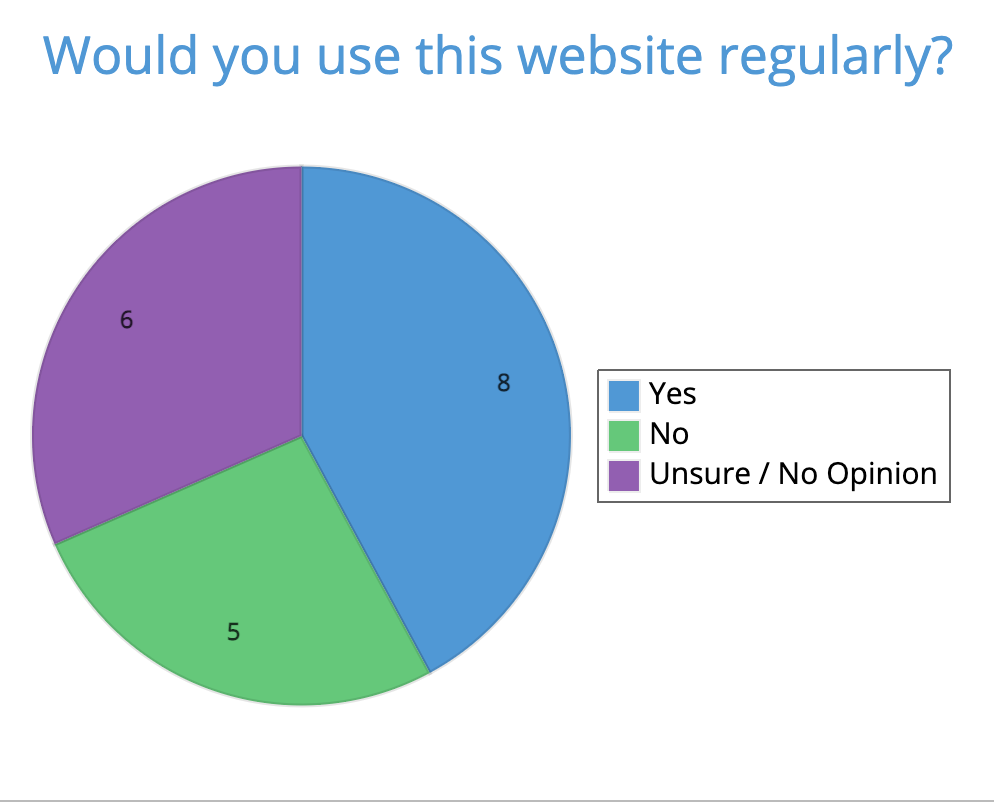 Would you use this website regularly?
6
8
5
Yes
No
Unsure / No Opinion